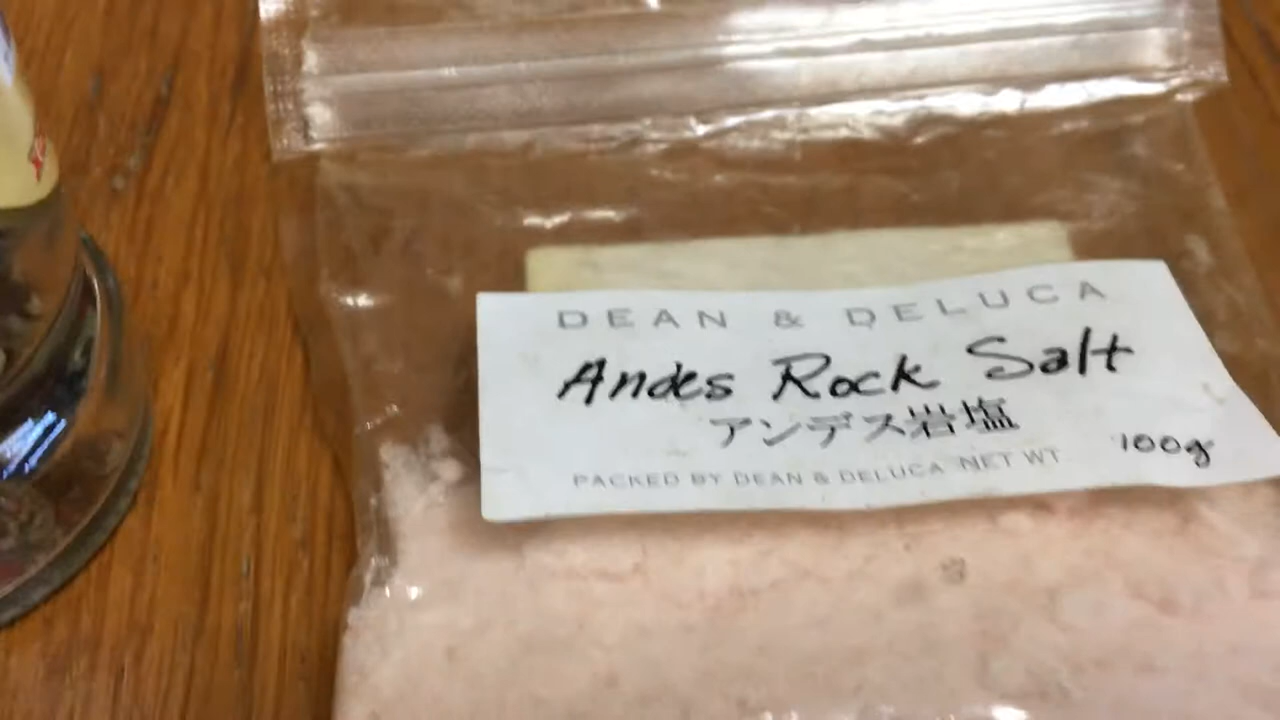 DEAN & DELUCA
Andes Rock Salt
アンデス岩塩
PACKED BY DEAN & DELUCA NET WT 100g